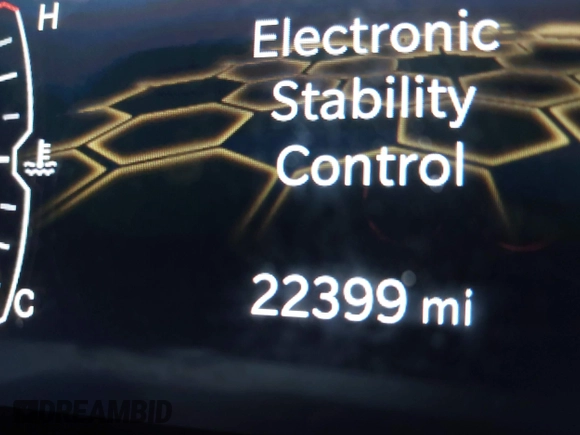 H
Electronic
Stability
Control
C
22399 mi
DREAMBID